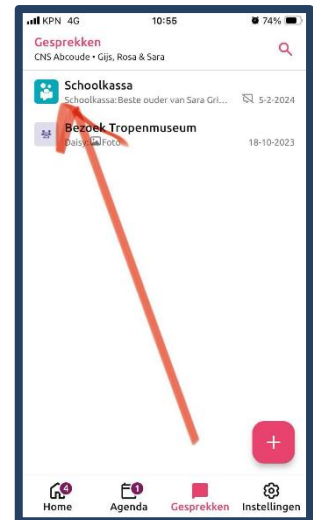 KPN 4G 10:56 74%
Gesprekken
CNS Abcoude • Gijs, Rosa & Sara
Schoolkassa
Schoolkassa: Beste ouder van Sara Gri... 5-2-2024
Bezoek Tropenmuseum
Daisy: Foto 18-10-2023
+
4 1
Home Agenda Gesprekken Instellingen